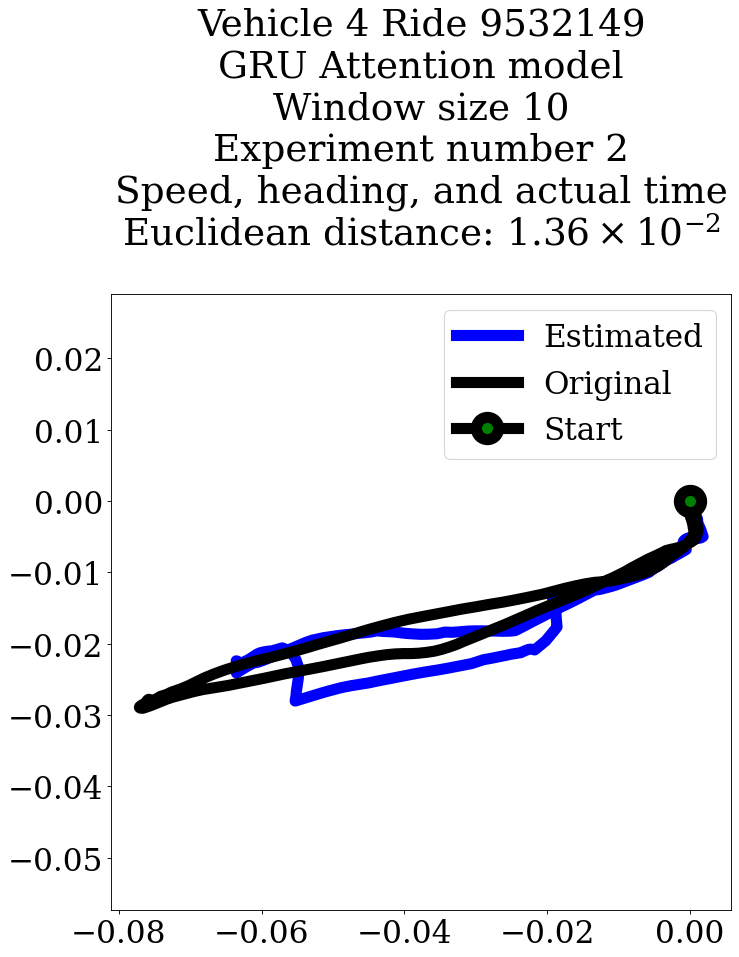 Vehicle 4 Ride 9532149
GRU Attention model
Window size 10
Experiment number 2
Speed, heading, and actual time
Euclidean distance: 1.36 × 10⁻²
Estimated
Original
Start
0.02
0.01
0.00
−0.01
−0.02
−0.03
−0.04
−0.05
−0.08 −0.06 −0.04 −0.02 0.00